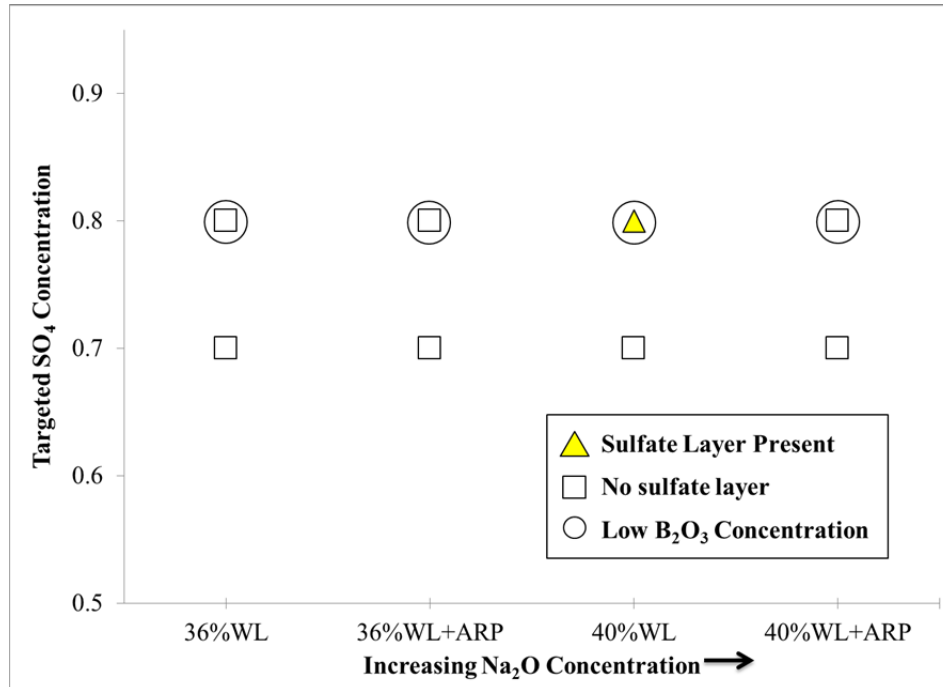 Targeted SO₄ Concentration
0.9
0.8
0.7
0.6
0.5
Sulfate Layer Present
No sulfate layer
Low B₂O₃ Concentration
36%WL 36%WL+ARP 40%WL 40%WL+ARP
Increasing Na₂O Concentration